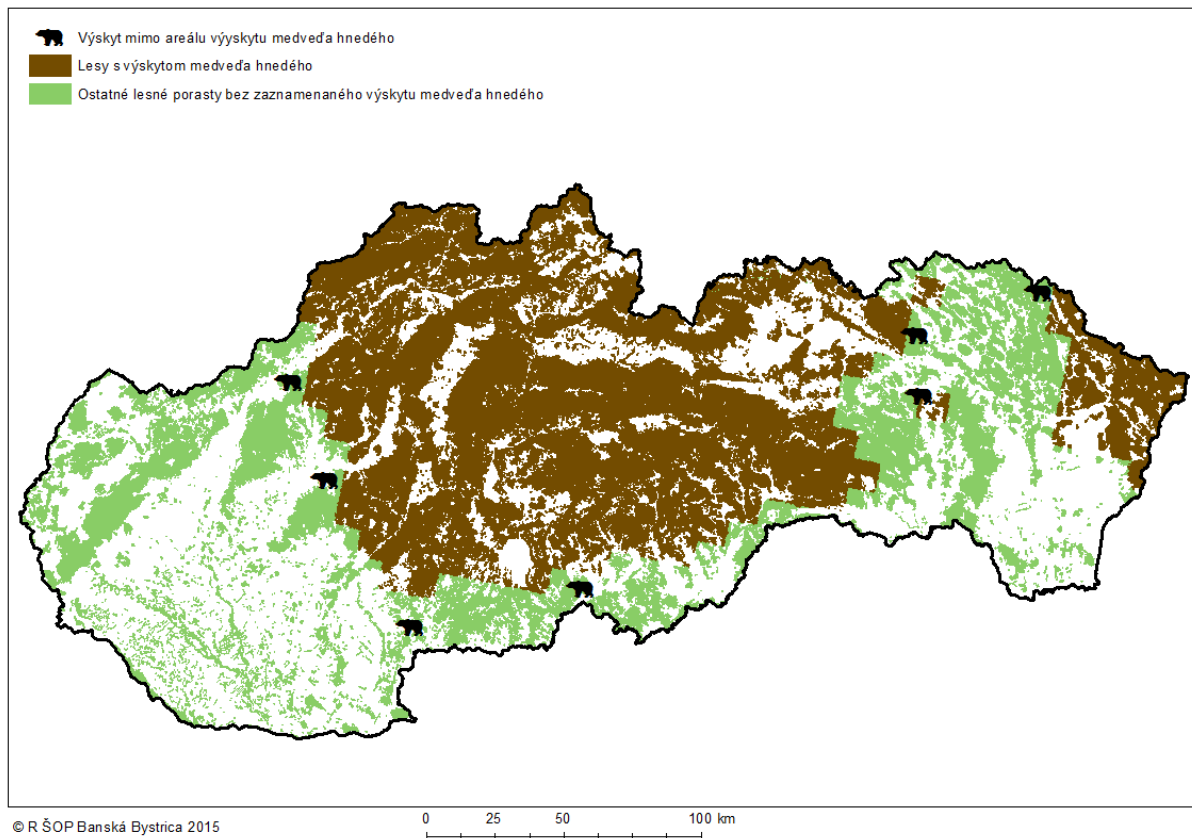 Výskyt mimo areálu výyskytu medveďa hnedého
Lesy s výskytom medveďa hnedého
Ostatné lesné porasty bez zaznamenaného výskytu medveďa hnedého
© R ŠOP Banská Bystrica 2015
0 25 50 100 km